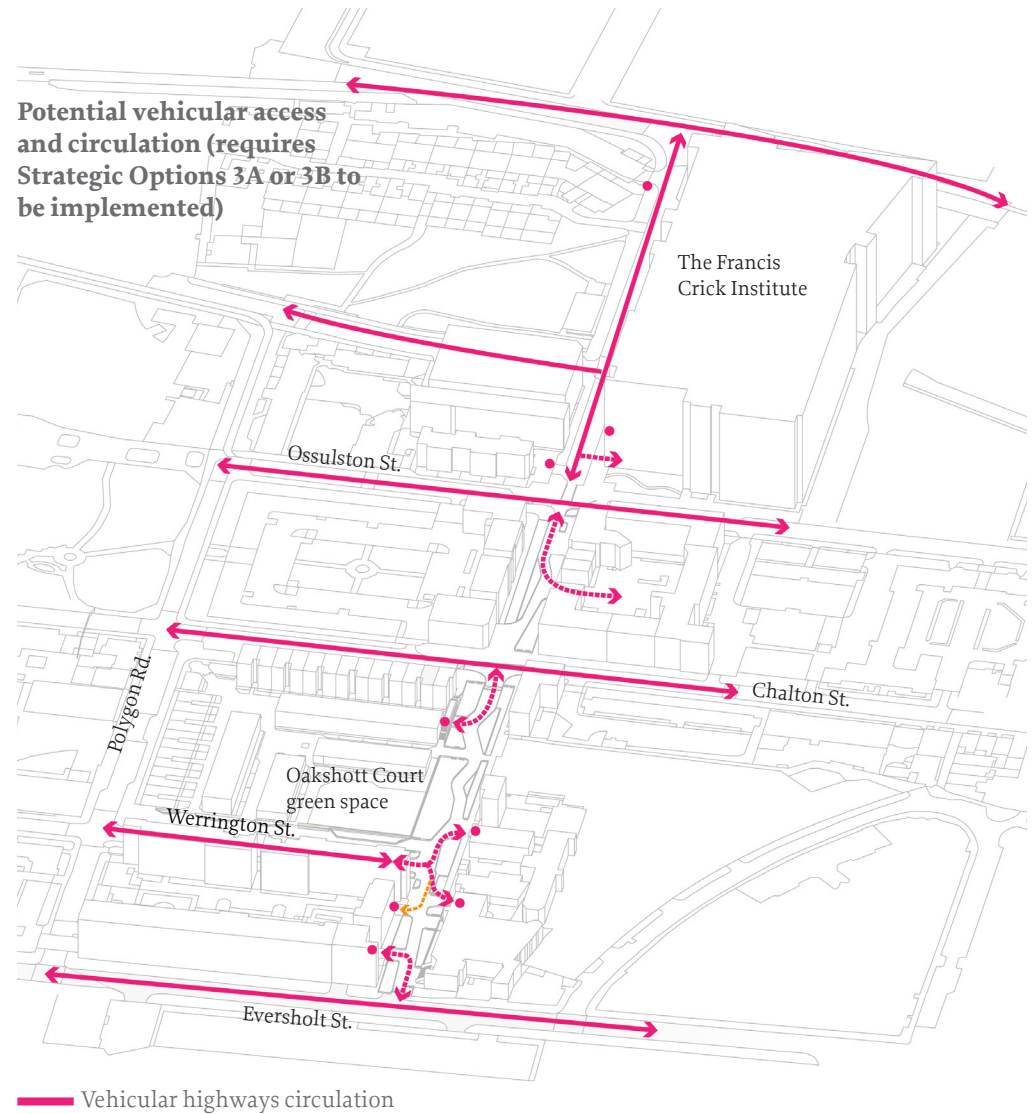 Potential vehicular access
and circulation (requires
Strategic Options 3A or 3B to
be implemented)
The Francis
Crick Institute
Ossulston St.
Polygon Rd.
Chalton St.
Oakshott Court
green space
Werrington St.
Eversholt St.
Vehicular highways circulation